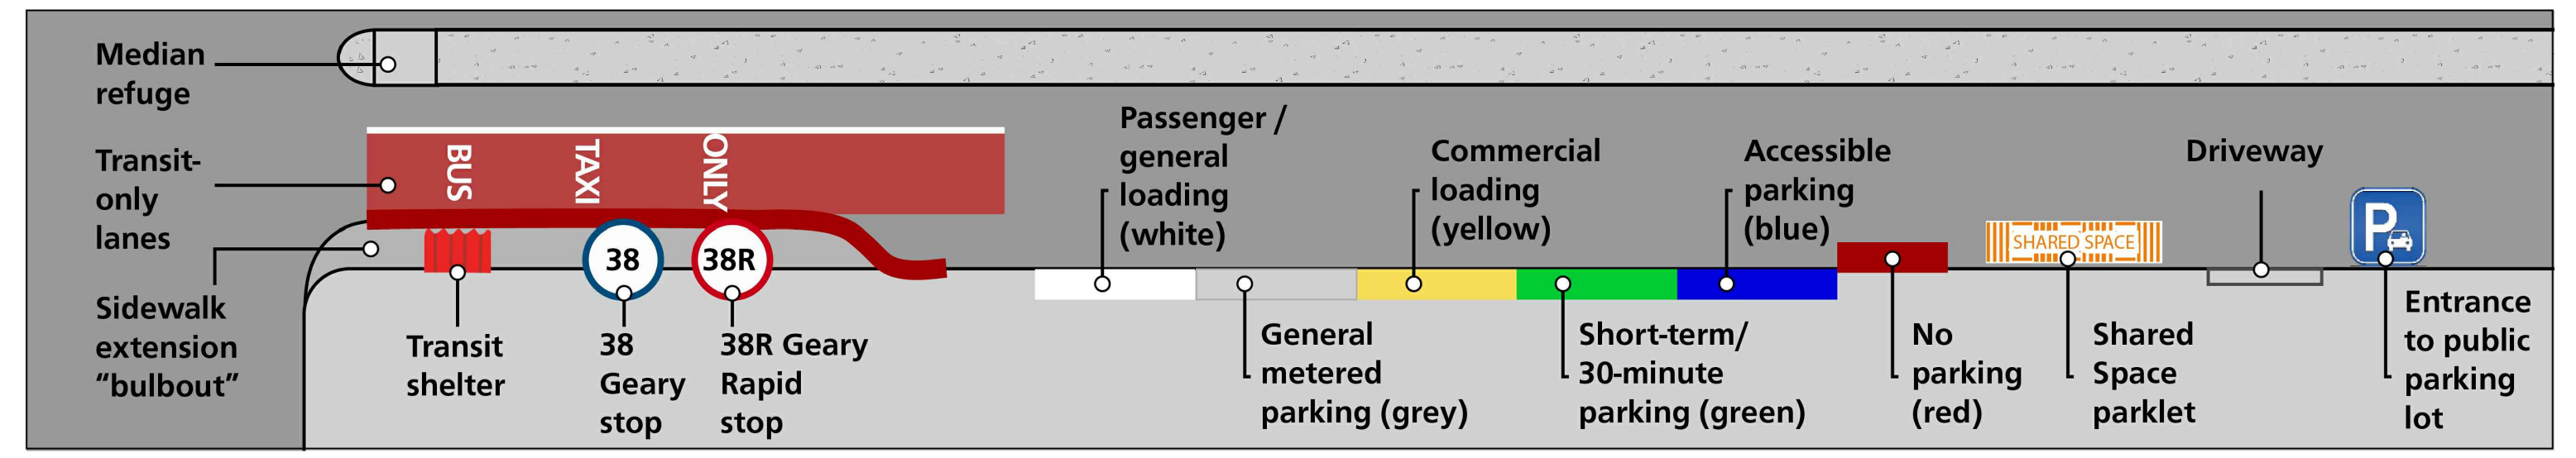 Median
refuge
Transit-
only
lanes
Sidewalk
extension
“bulbout”
BUS
TAXI
ONLY
38
38R
Transit
shelter
38
Geary
stop
38R Geary
Rapid
stop
Passenger /
general
loading
(white)
General
metered
parking (grey)
Commercial
loading
(yellow)
Short-term/
30-minute
parking (green)
Accessible
parking
(blue)
No
parking
(red)
SHARED SPACE
Shared
Space
parklet
Driveway
P
Entrance
to public
parking
lot